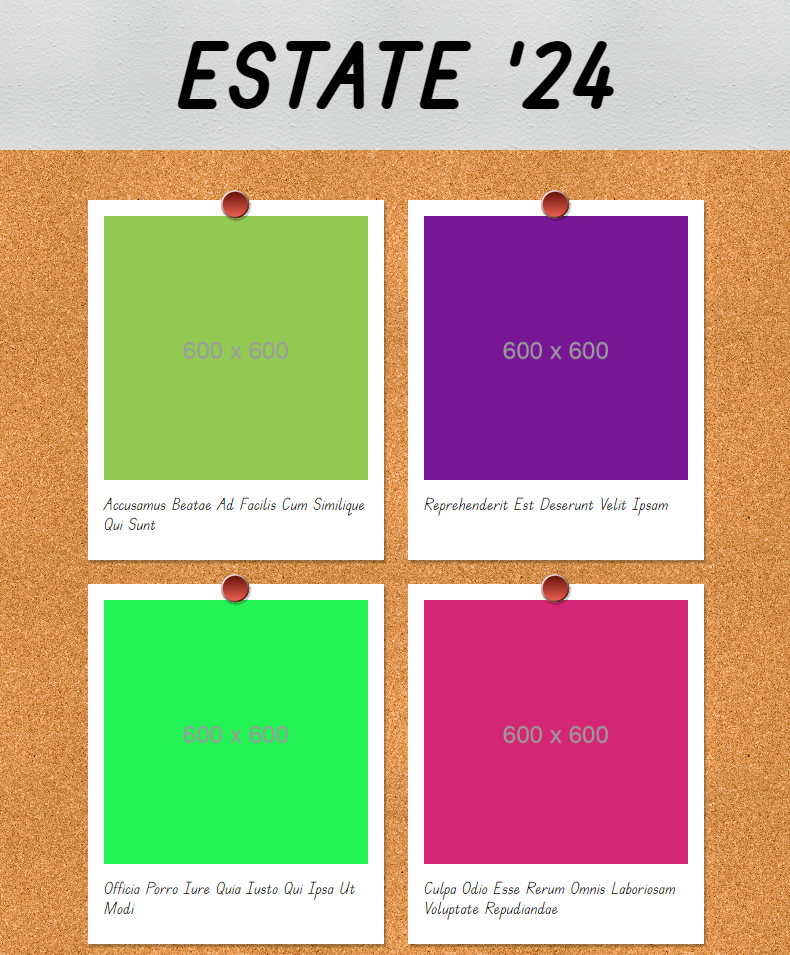 ESTATE '24
600 x 600
600 x 600
Accusamus Beatae Ad Facilis Cum Similique
Qui Sunt
Reprehenderit Est Deserunt Velit Ipsam
600 x 600
600 x 600
Officia Porro Iure Quia Iusto Qui Ipsa Ut
Modi
Culpa Odio Esse Rerum Omnis Laboriosam
Voluptate Repudiandae